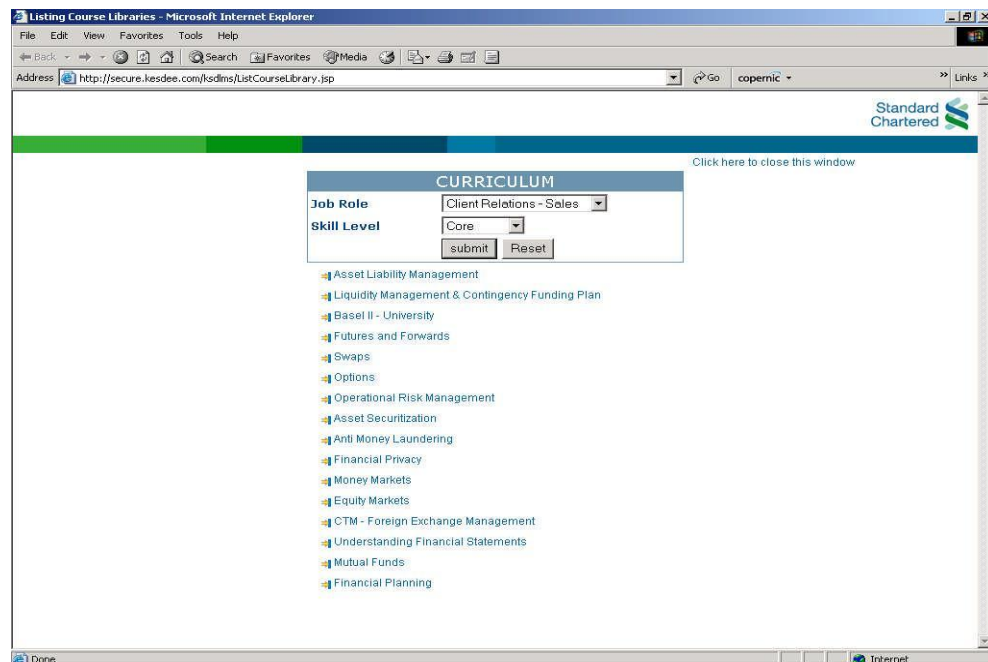 Listing Course Libraries - Microsoft Internet Explorer
File Edit View Favorites Tools Help
Back Search Favorites Media
Address http://secure.kesdee.com/ksdlms/ListCourseLibrary.jsp Go copernic Links
Standard
Chartered
Click here to close this window
CURRICULUM
Job Role Client Relations - Sales
Skill Level Core
submit Reset
Asset Liability Management
Liquidity Management & Contingency Funding Plan
Basel II - University
Futures and Forwards
Swaps
Options
Operational Risk Management
Asset Securitization
Anti Money Laundering
Financial Privacy
Money Markets
Equity Markets
CTM - Foreign Exchange Management
Understanding Financial Statements
Mutual Funds
Financial Planning
Done Internet